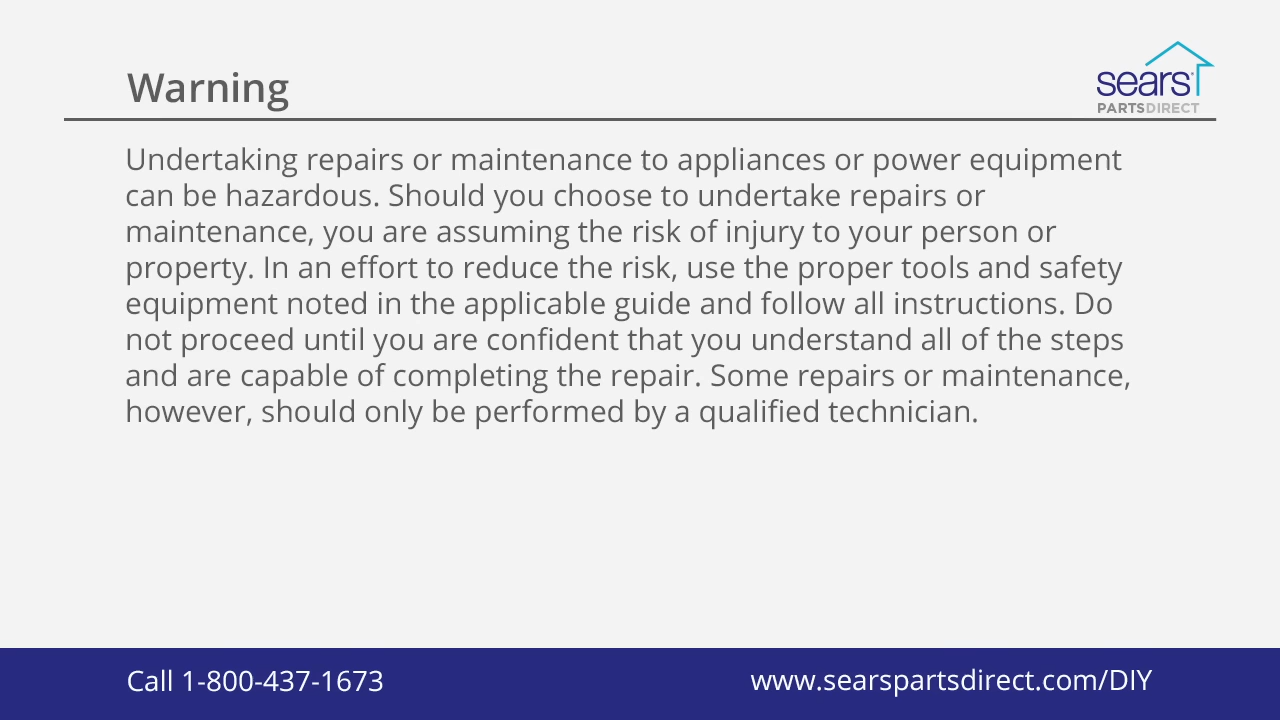 Warning
sears
PARTSDIRECT
Undertaking repairs or maintenance to appliances or power equipment
can be hazardous. Should you choose to undertake repairs or
maintenance, you are assuming the risk of injury to your person or
property. In an effort to reduce the risk, use the proper tools and safety
equipment noted in the applicable guide and follow all instructions. Do
not proceed until you are confident that you understand all of the steps
and are capable of completing the repair. Some repairs or maintenance,
however, should only be performed by a qualified technician.
Call 1-800-437-1673
www.searspartsdirect.com/DIY